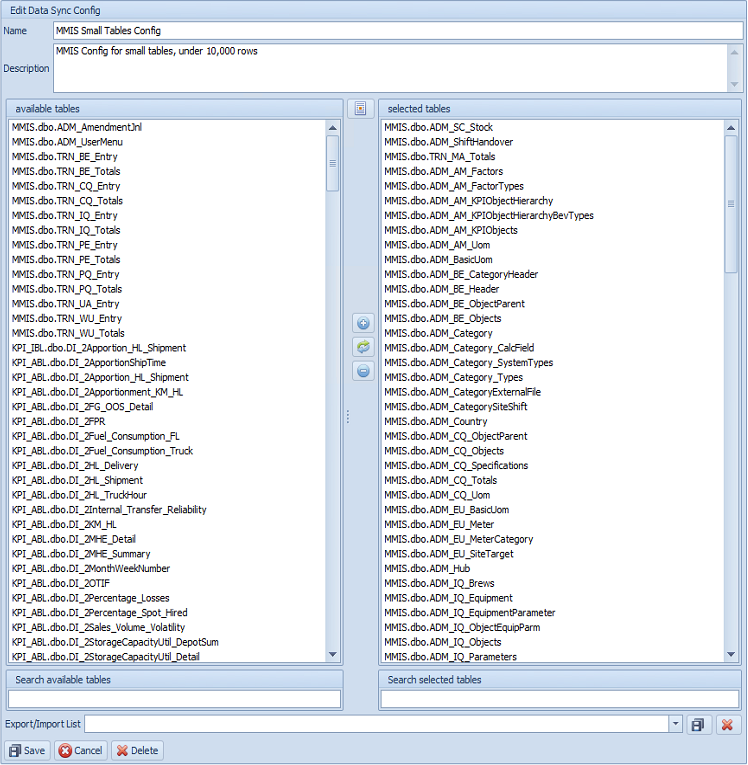 Edit Data Sync Config
Name
MMIS Small Tables Config
Description
MMIS Config for small tables, under 10,000 rows
available tables
MMIS.dbo.ADM_AmendmentJnl
MMIS.dbo.ADM_UserMenu
MMIS.dbo.TRN_BE_Entry
MMIS.dbo.TRN_BE_Totals
MMIS.dbo.TRN_CQ_Entry
MMIS.dbo.TRN_CQ_Totals
MMIS.dbo.TRN_IQ_Entry
MMIS.dbo.TRN_IQ_Totals
MMIS.dbo.TRN_PE_Entry
MMIS.dbo.TRN_PE_Totals
MMIS.dbo.TRN_PQ_Entry
MMIS.dbo.TRN_PQ_Totals
MMIS.dbo.TRN_UA_Entry
MMIS.dbo.TRN_WU_Entry
MMIS.dbo.TRN_WU_Totals
KPI_IBL.dbo.DI_2Apportion_HL_Shipment
KPI_ABL.dbo.DI_2ApportionShipTime
KPI_ABL.dbo.DI_2Apportion_HL_Shipment
KPI_ABL.dbo.DI_2Apportionment_KM_HL
KPI_ABL.dbo.DI_2FG_OOS_Detail
KPI_ABL.dbo.DI_2FPR
KPI_ABL.dbo.DI_2Fuel_Consumption_FL
KPI_ABL.dbo.DI_2Fuel_Consumption_Truck
KPI_ABL.dbo.DI_2HL_Delivery
KPI_ABL.dbo.DI_2HL_Shipment
KPI_ABL.dbo.DI_2HL_TruckHour
KPI_ABL.dbo.DI_2Internal_Transfer_Reliability
KPI_ABL.dbo.DI_2KM_HL
KPI_ABL.dbo.DI_2MHE_Detail
KPI_ABL.dbo.DI_2MHE_Summary
KPI_ABL.dbo.DI_2MonthWeekNumber
KPI_ABL.dbo.DI_2OTIF
KPI_ABL.dbo.DI_2Percentage_Losses
KPI_ABL.dbo.DI_2Percentage_Spot_Hired
KPI_ABL.dbo.DI_2Sales_Volume_Volatility
KPI_ABL.dbo.DI_2StorageCapacityUtil_DepotSum
KPI_ABL.dbo.DI_2StorageCapacityUtil_Detail
selected tables
MMIS.dbo.ADM_SC_Stock
MMIS.dbo.ADM_ShiftHandover
MMIS.dbo.TRN_MA_Totals
MMIS.dbo.ADM_AM_Factors
MMIS.dbo.ADM_AM_FactorTypes
MMIS.dbo.ADM_AM_KPIObjectHierarchy
MMIS.dbo.ADM_AM_KPIObjectHierarchyBevTypes
MMIS.dbo.ADM_AM_KPIObjects
MMIS.dbo.ADM_AM_Uom
MMIS.dbo.ADM_BasicUom
MMIS.dbo.ADM_BE_CategoryHeader
MMIS.dbo.ADM_BE_Header
MMIS.dbo.ADM_BE_ObjectParent
MMIS.dbo.ADM_BE_Objects
MMIS.dbo.ADM_Category
MMIS.dbo.ADM_Category_CalcField
MMIS.dbo.ADM_Category_SystemTypes
MMIS.dbo.ADM_Category_Types
MMIS.dbo.ADM_CategoryExternalFile
MMIS.dbo.ADM_CategorySiteShift
MMIS.dbo.ADM_Country
MMIS.dbo.ADM_CQ_ObjectParent
MMIS.dbo.ADM_CQ_Objects
MMIS.dbo.ADM_CQ_Specifications
MMIS.dbo.ADM_CQ_Totals
MMIS.dbo.ADM_CQ_Uom
MMIS.dbo.ADM_EU_BasicUom
MMIS.dbo.ADM_EU_Meter
MMIS.dbo.ADM_EU_MeterCategory
MMIS.dbo.ADM_EU_SiteTarget
MMIS.dbo.ADM_Hub
MMIS.dbo.ADM_IQ_Brews
MMIS.dbo.ADM_IQ_Equipment
MMIS.dbo.ADM_IQ_EquipmentParameter
MMIS.dbo.ADM_IQ_ObjectEquipParm
MMIS.dbo.ADM_IQ_Objects
MMIS.dbo.ADM_IQ_Parameters
Search available tables
Search selected tables
Export/Import List
Save
Cancel
Delete